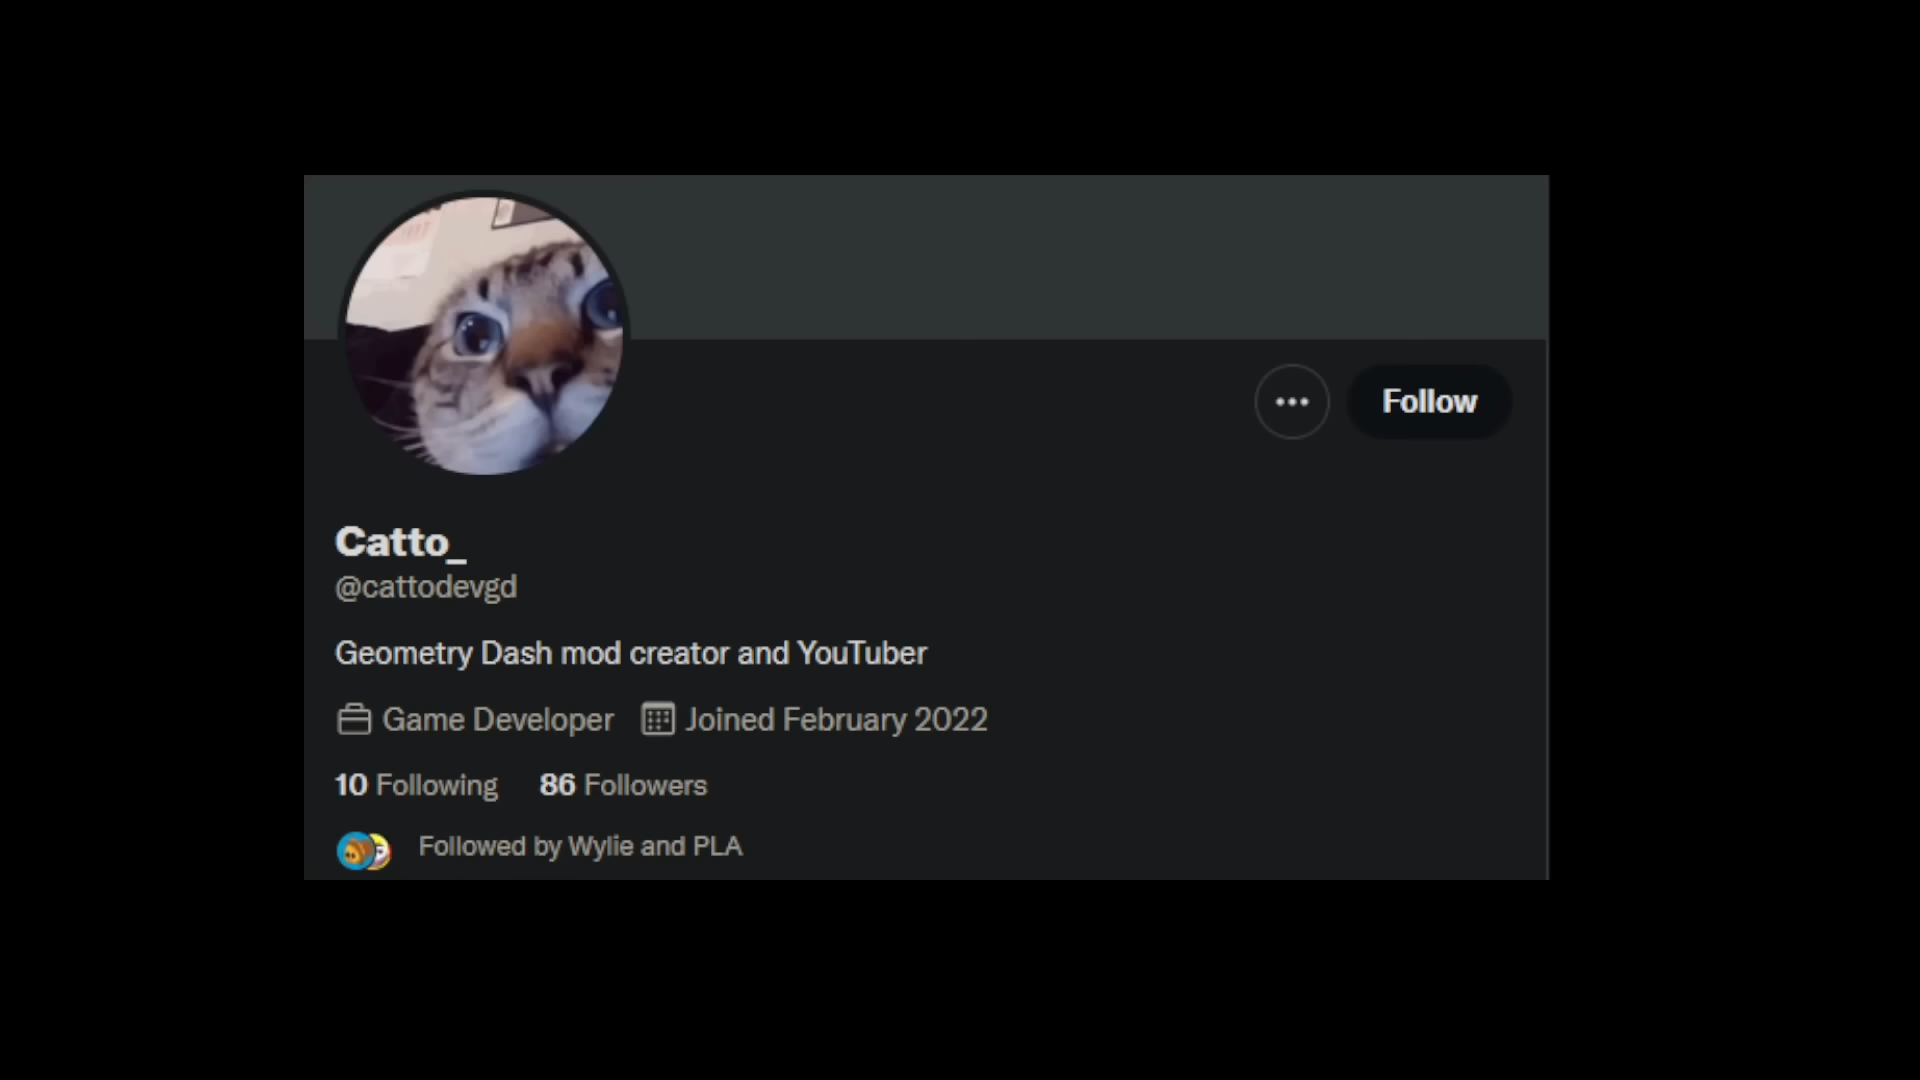 Follow
Catto_
@cattodevgd
Geometry Dash mod creator and YouTuber
Game Developer Joined February 2022
10 Following 86 Followers
Followed by Wylie and PLA